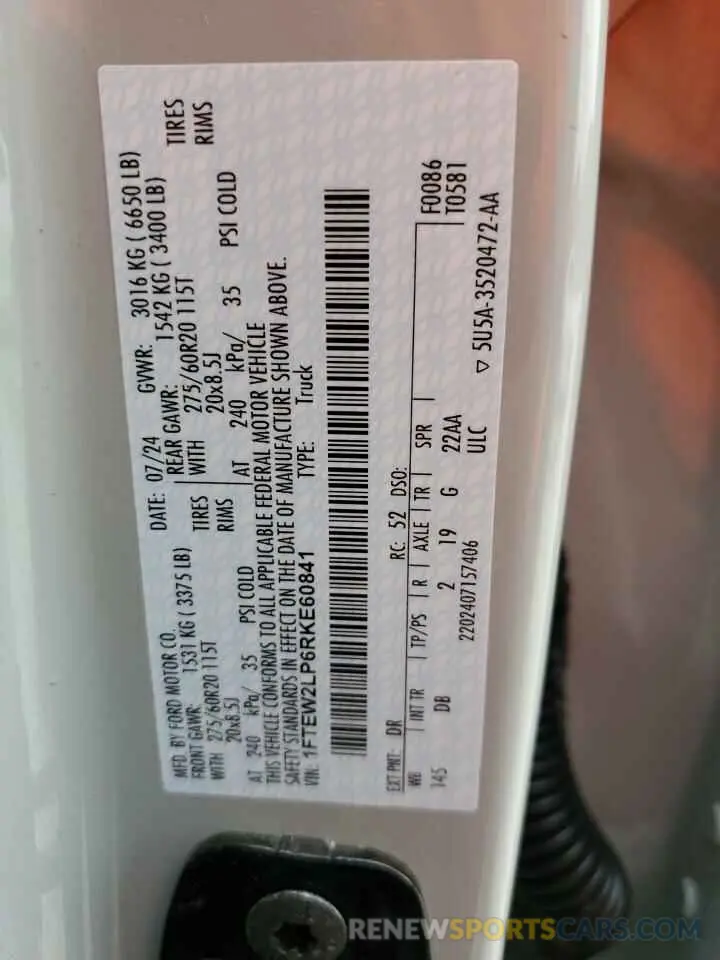 MFD. BY FORD MOTOR CO.
DATE: 07/24 GVWR: 3016 KG ( 6650 LB)
FRONT GAWR: 1531 KG ( 3375 LB) REAR GAWR: 1542 KG ( 3400 LB)
WITH 275/60R20 115T TIRES WITH 275/60R20 115T TIRES
20x8.5J RIMS 20x8.5J RIMS
AT 240 kPa/ 35 PSI COLD AT 240 kPa/ 35 PSI COLD
THIS VEHICLE CONFORMS TO ALL APPLICABLE FEDERAL MOTOR VEHICLE
SAFETY STANDARDS IN EFFECT ON THE DATE OF MANUFACTURE SHOWN ABOVE.
VIN: 1FTEW2LP6RKE60841 TYPE: Truck
F0086
T0581
EXT PNT: DR RC: 52 DSO:
WB INT TR TP/PS R AXLE TR SPR
145 DB 2 19 G 22AA
2202407157406 ULC
▽ 5U5A-3520472-AA
RENEWSPORTSCARS.COM